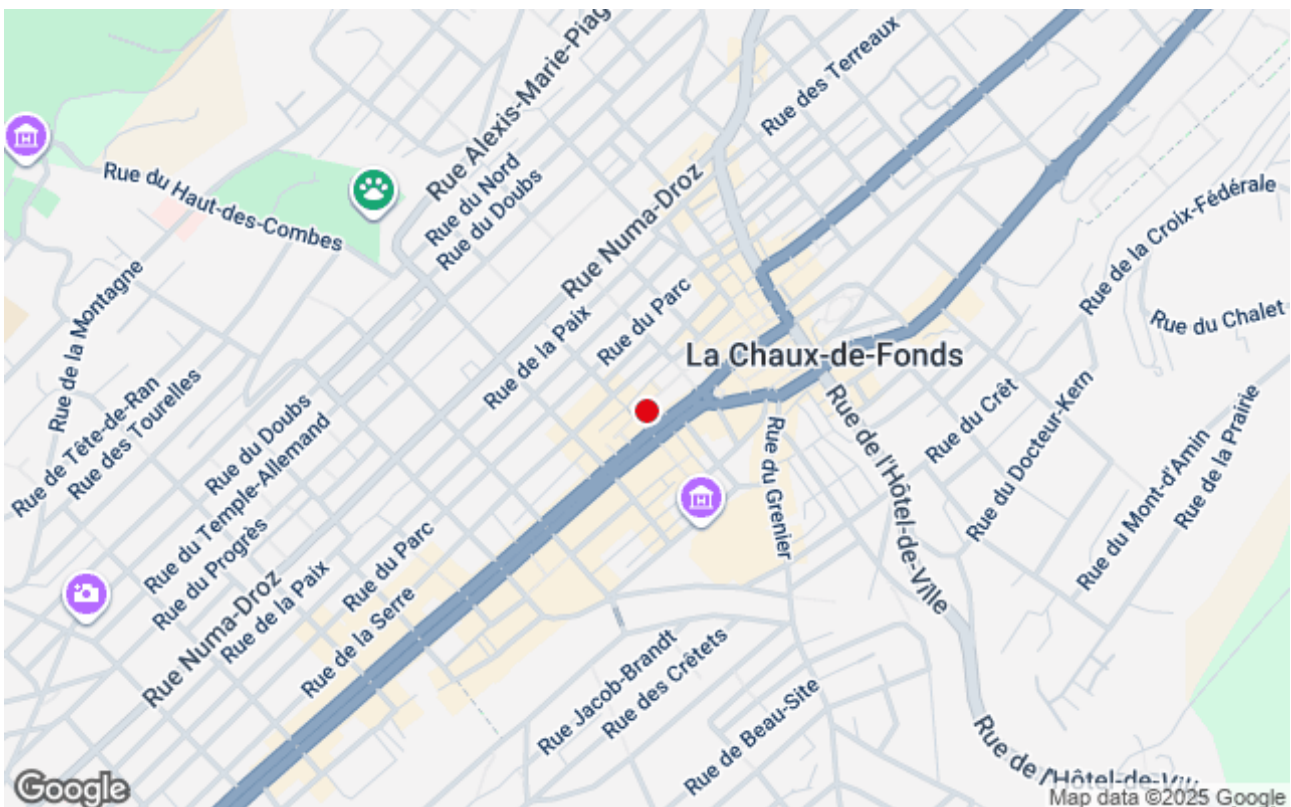 Rue Alexis-Marie-Piag
Rue des Terreaux
Rue du Haut-des-Combes
Rue du Nord
Rue du Doubs
Rue Numa-Droz
Rue de la Croix-Fédérale
Rue de la Montagne
Rue de la Paix
Rue du Parc
Rue du Chalet
La Chaux-de-Fonds
Rue de Tête-de-Ran
Rue des Tourelles
Rue du Doubs
Rue du Temple-Allemand
Rue du Progrès
Rue Numa-Droz
Rue de la Paix
Rue du Parc
Rue de la Serre
Rue du Grenier
Rue de l'Hôtel-de-Ville
Rue du Crêt
Rue du Docteur-Kern
Rue du Mont-d'Amin
Rue de la Prairie
Rue Jacob-Brandt
Rue des Crêtets
Rue de Beau-Site
Rue de l'Hôtel-de-Vill
Google
Map data ©2025 Google